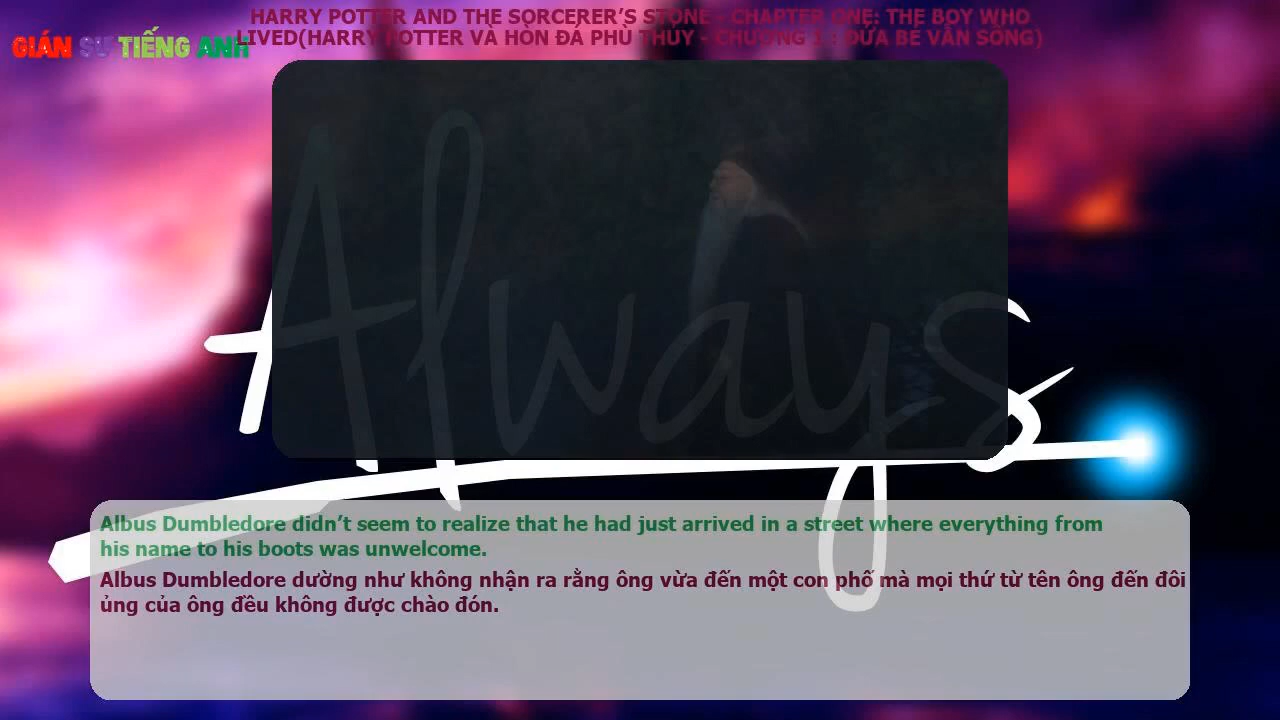 HARRY POTTER AND THE SORCERER’S STONE - CHAPTER ONE: THE BOY WHO
LIVED(HARRY POTTER VÀ HÒN ĐÁ PHÙ THỦY - CHƯƠNG 1 : ĐỨA BÉ VẪN SỐNG)
GIÁN SƯ TIẾNG ANH
Always
Albus Dumbledore didn’t seem to realize that he had just arrived in a street where everything from
his name to his boots was unwelcome.
Albus Dumbledore dường như không nhận ra rằng ông vừa đến một con phố mà mọi thứ từ tên ông đến đôi
ủng của ông đều không được chào đón.